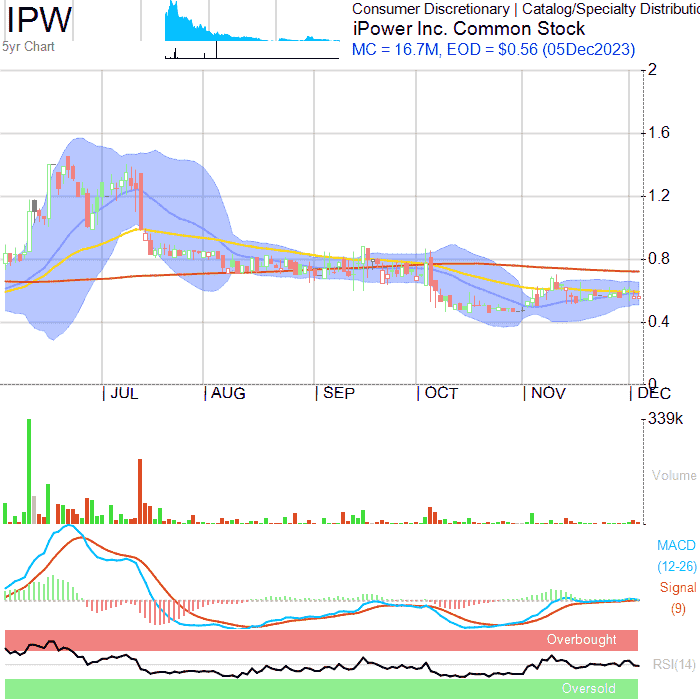 IPW
5yr Chart
Consumer Discretionary | Catalog/Specialty Distributio
iPower Inc. Common Stock
MC = 16.7M, EOD = $0.56 (05Dec2023)
2
1.6
1.2
0.8
0.4
0
JUL AUG SEP OCT NOV DEC
339k
Volume
MACD
(12-26)
Signal
(9)
Overbought
RSI(14)
Oversold